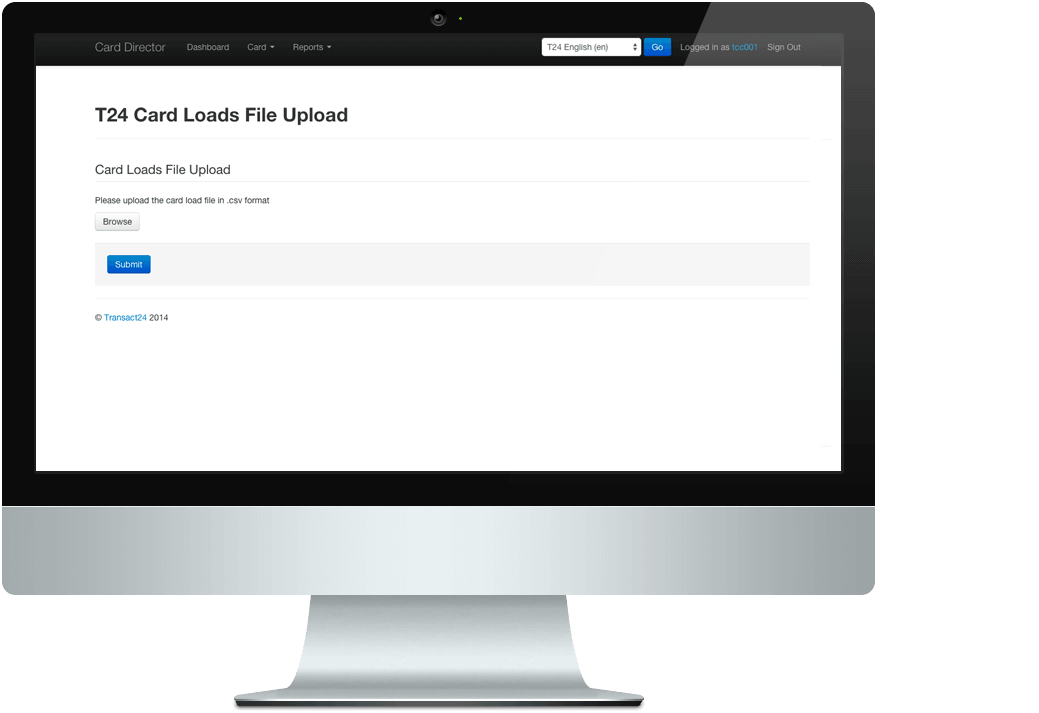 Card Director Dashboard Card Reports T24 English (en) Go Logged in as tcc001 Sign Out
T24 Card Loads File Upload
Card Loads File Upload
Please upload the card load file in .csv format
Browse
Submit
© Transact24 2014